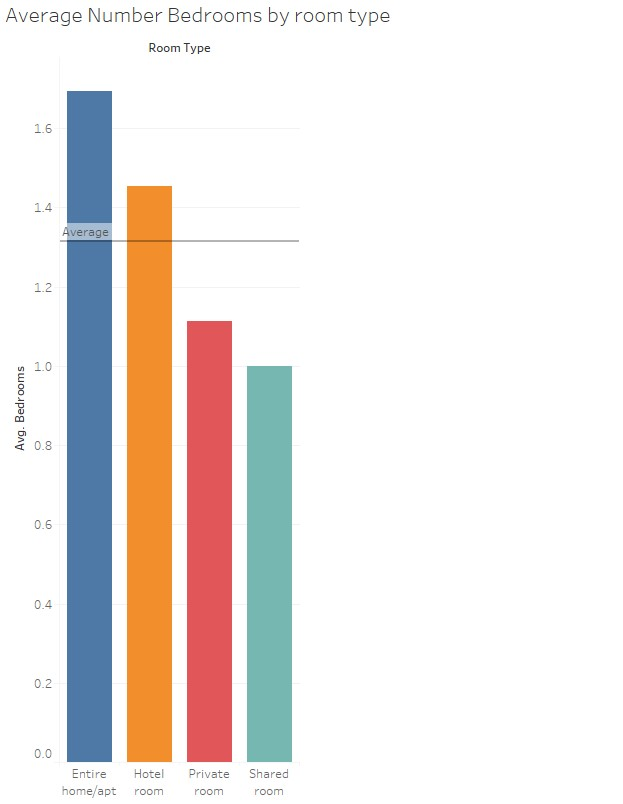 Average Number Bedrooms by room type
Room Type
1.6
1.4
Average
1.2
1.0
Avg. Bedrooms
0.8
0.6
0.4
0.2
0.0
Entire Hotel Private Shared
home/apt room room room